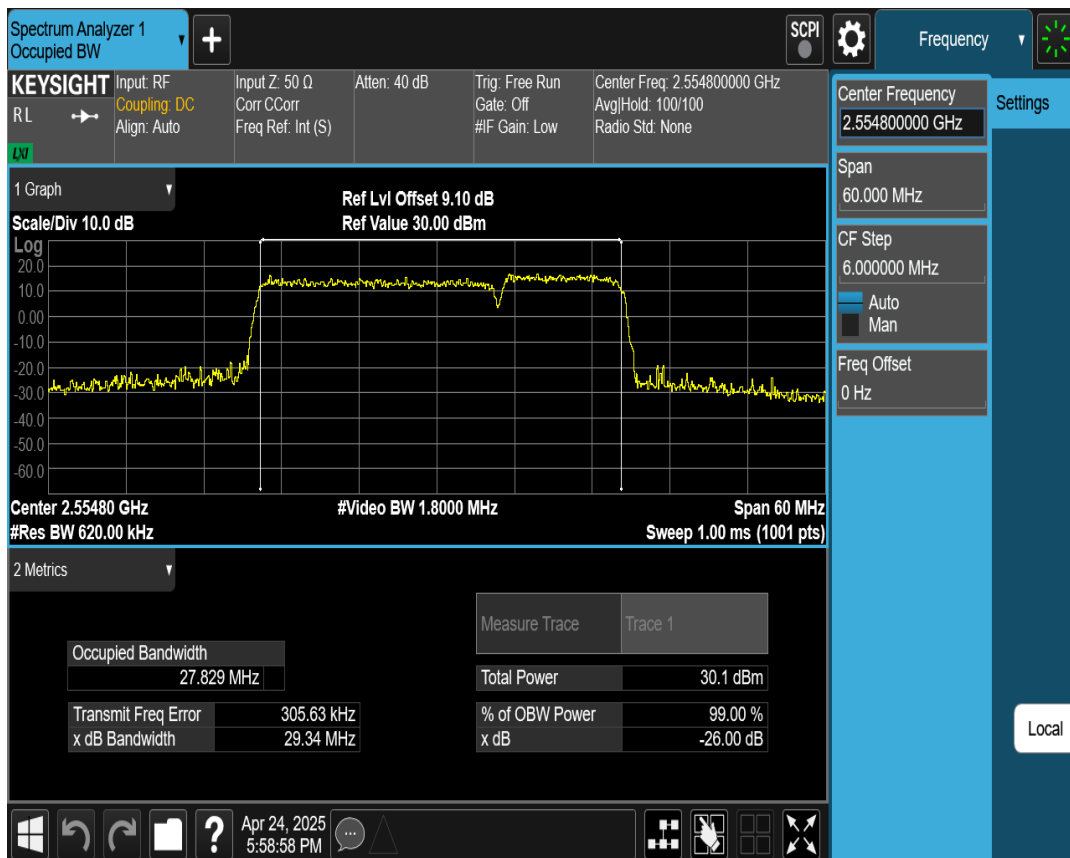 Spectrum Analyzer 1
Occupied BW
+
SCPI
Frequency
KEYSIGHT
RL
LXI
Input: RF
Coupling: DC
Align: Auto
Input Z: 50 Ω
Corr CCorr
Freq Ref: Int (S)
Atten: 40 dB
Trig: Free Run
Gate: Off
#IF Gain: Low
Center Freq: 2.554800000 GHz
Avg|Hold: 100/100
Radio Std: None
Center Frequency
2.554800000 GHz
Settings
Span
60.000 MHz
CF Step
6.000000 MHz
Auto
Man
Freq Offset
0 Hz
Local
1 Graph
Ref Lvl Offset 9.10 dB
Scale/Div 10.0 dB
Ref Value 30.00 dBm
Log
20.0
10.0
0.00
-10.0
-20.0
-30.0
-40.0
-50.0
-60.0
Center 2.55480 GHz
#Video BW 1.8000 MHz
Span 60 MHz
#Res BW 620.00 kHz
Sweep 1.00 ms (1001 pts)
2 Metrics
Measure Trace Trace 1
Occupied Bandwidth
27.829 MHz
Total Power 30.1 dBm
Transmit Freq Error 305.63 kHz
% of OBW Power 99.00 %
x dB Bandwidth 29.34 MHz
x dB -26.00 dB
?
Apr 24, 2025
5:58:58 PM